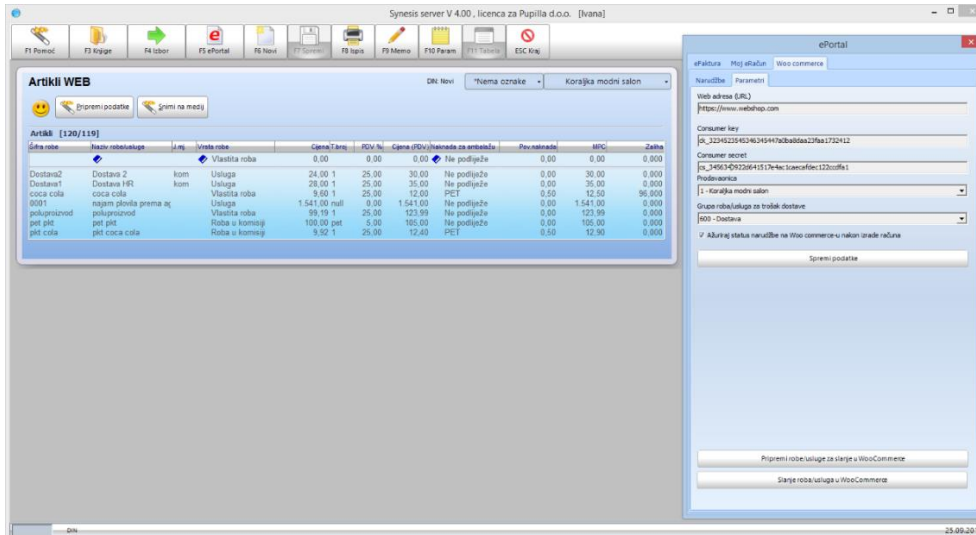 Synesis server V 4.00 , licenca za Pupilla d.o.o. [Ivana]
F1 Pomoć F3 Knjige F4 Izbor F5 ePortal F6 Novi F7 Spremi F8 Ispis F9 Memo F10 Param F11 Tabela ESC Kraj
Artikli WEB DIN: Novi *Nema oznake Koraljka modni salon
Pripremi podatke Snimi na medij
Artikli [120/119]
Šifra robe Naziv robe/usluge J.mj. Vrsta robe Cijena T.broj PDV % Cijena (PDV) Naknada za ambalažu Pov.naknada MPC Zaliha
Vlastita roba 0,00 0,00 0,00 Ne podliježe 0,00 0,00 0,000
Dostava2 Dostava 2 kom Usluga 24,00 1 25,00 30,00 Ne podliježe 0,00 30,00 0,000
Dostava1 Dostava HR kom Usluga 28,00 1 25,00 35,00 Ne podliježe 0,00 35,00 0,000
coca cola coca cola Vlastita roba 9,60 1 25,00 12,00 PET 0,50 12,50 96,000
0001 najam plovila prema ag Usluga 1.541,00 null 0,00 1.541,00 Ne podliježe 0,00 1.541,00 0,000
poluproizvod poluproizvod Vlastita roba 99,19 1 25,00 123,99 Ne podliježe 0,00 123,99 0,000
pet pkt pet pkt Roba u komisiji 100,00 pet 5,00 105,00 Ne podliježe 0,00 105,00 0,000
pkt cola pkt coca cola Roba u komisiji 9,92 1 25,00 12,40 PET 0,50 12,90 0,000
ePortal
eFaktura Moj eRačun Woo commerce
Narudžbe Parametri
Web adresa (URL)
https://www.webshop.com
Consumer key
Consumer secret
Prodavaonica
1 - Koraljka modni salon
Grupa roba/usluga za trošak dostave
600 - Dostava
Ažuriraj status narudžbe na Woo commerce-u nakon izrade računa
Spremi podatke
Pripremi robe/usluge za slanje u WooCommerce
Slanje roba/usluga u WooCommerce
DIN